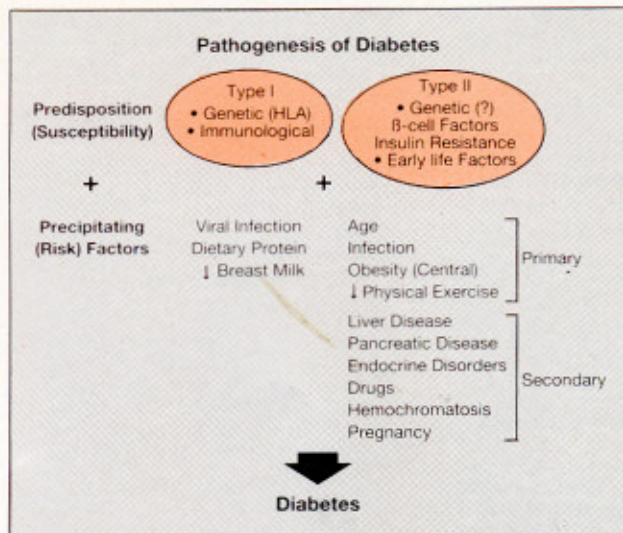 Pathogenesis of Diabetes
Predisposition
(Susceptibility)
Type I
• Genetic (HLA)
• Immunological
Type II
• Genetic (?)
ß-cell Factors
Insulin Resistance
• Early life Factors
+
+
Precipitating
(Risk) Factors
Viral Infection
Dietary Protein
↓ Breast Milk
Age
Infection
Obesity (Central)
↓ Physical Exercise
Primary
Liver Disease
Pancreatic Disease
Endocrine Disorders
Drugs
Hemochromatosis
Pregnancy
Secondary
Diabetes